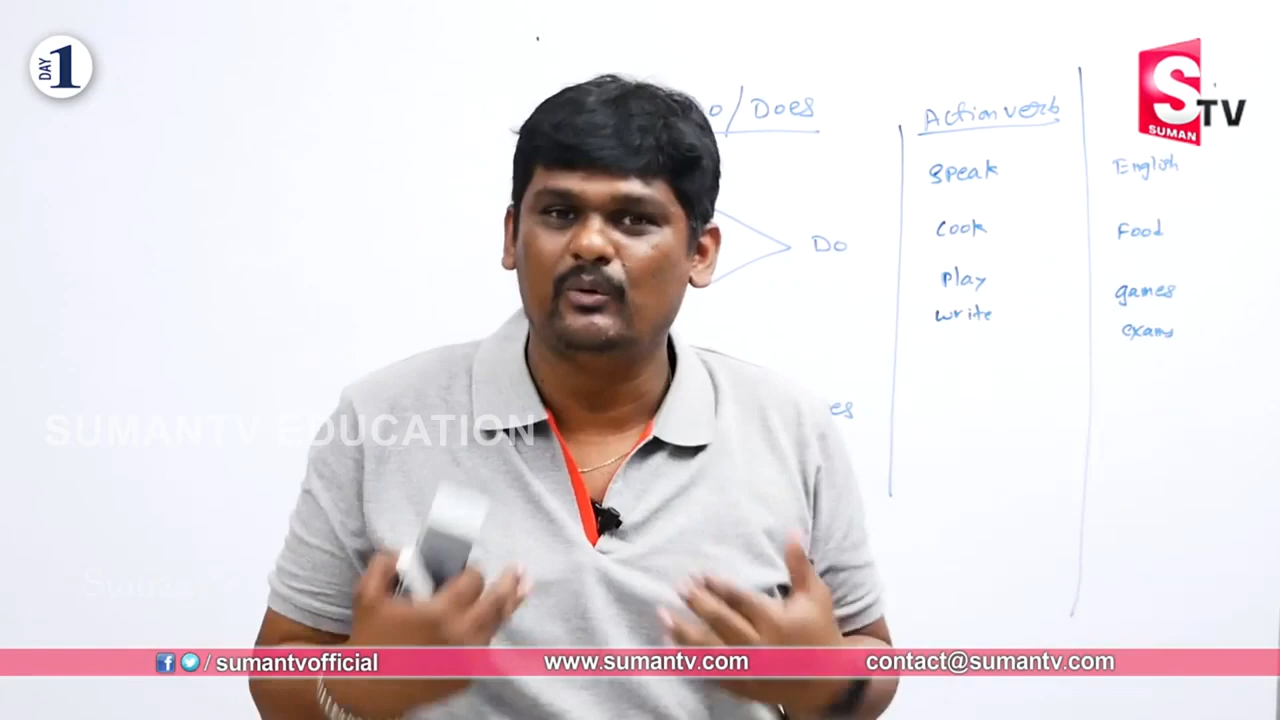 DAY 1
S TV
SUMAN
o/Does
Action verb
Speak
English
Cook
Food
Do
Play
games
write
exams
es
SUMANTV EDUCATION
/ sumantvofficial
www.sumantv.com
contact@sumantv.com